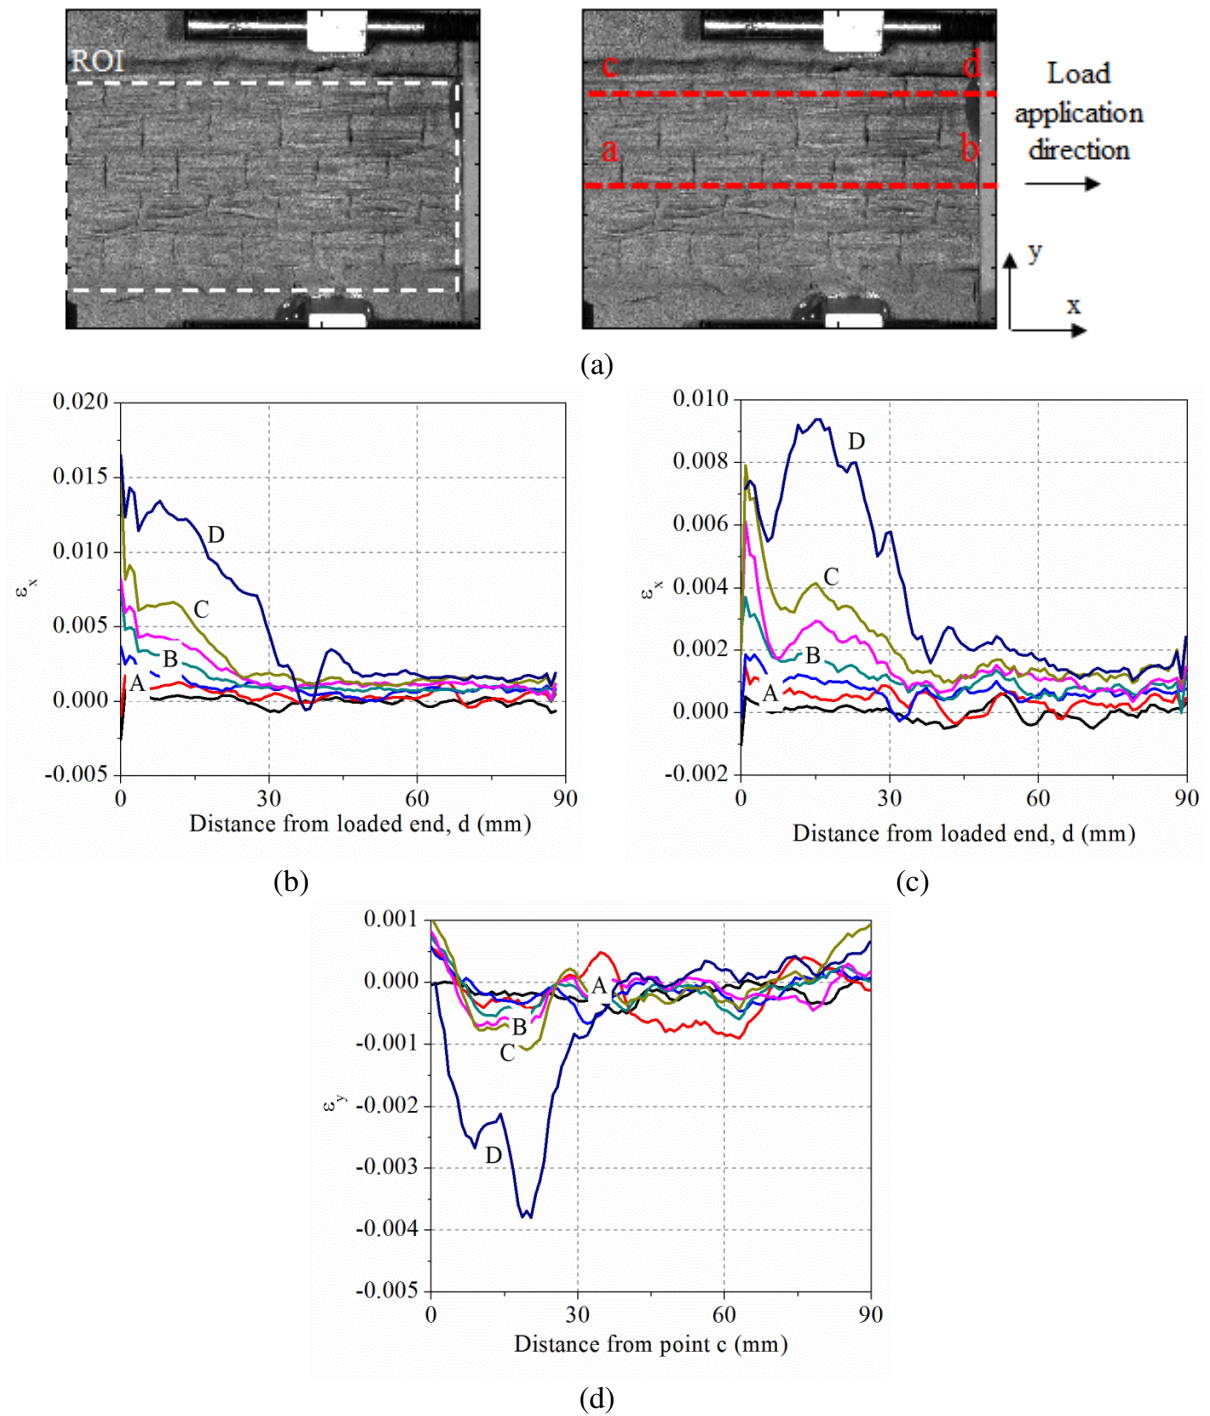 ROI
c d
a b
Load
application
direction
y
x
(a)
0.020
0.015
0.010
0.005
0.000
-0.005
εx
D
C
B
A
0 30 60 90
Distance from loaded end, d (mm)
(b)
0.010
0.008
0.006
0.004
0.002
0.000
-0.002
εx
D
C
B
A
0 30 60 90
Distance from loaded end, d (mm)
(c)
0.001
0.000
-0.001
-0.002
-0.003
-0.004
-0.005
εy
A
B
C
D
0 30 60 90
Distance from point c (mm)
(d)